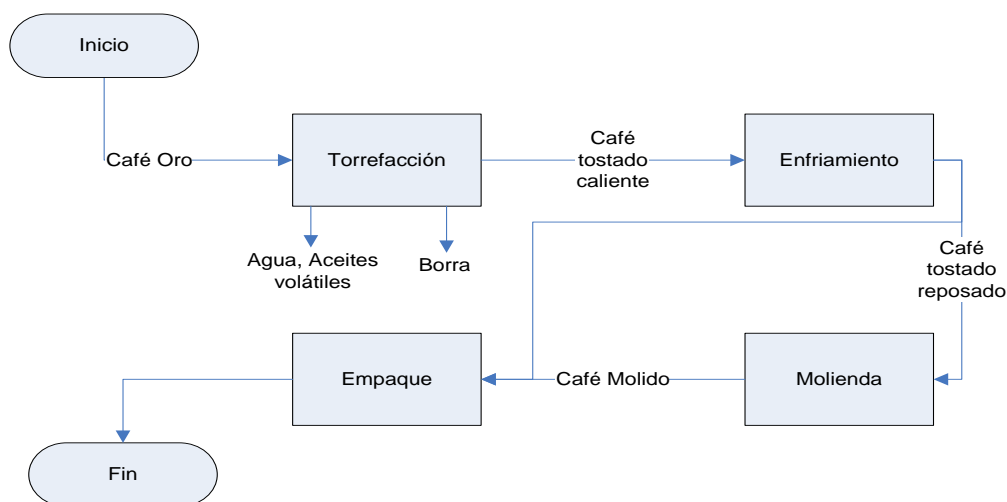 Inicio
Café Oro
Torrefacción
Café
tostado
caliente
Enfriamiento
Agua, Aceites
volátiles
Borra
Café
tostado
reposado
Empaque
Café Molido
Molienda
Fin